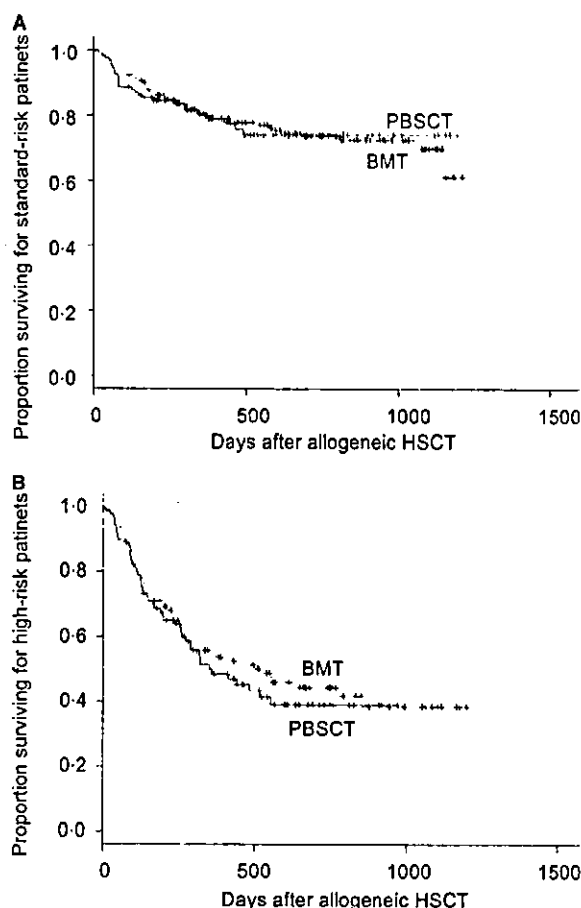 A
Proportion surviving for standard-risk patinets
1·0
0·8
0·6
0·4
0·2
0·0
PBSCT
BMT
0
500
1000
1500
Days after allogeneic HSCT
B
Proportion surviving for high-risk patinets
1·0
0·8
0·6
0·4
0·2
0·0
BMT
PBSCT
0
500
1000
1500
Days after allogeneic HSCT